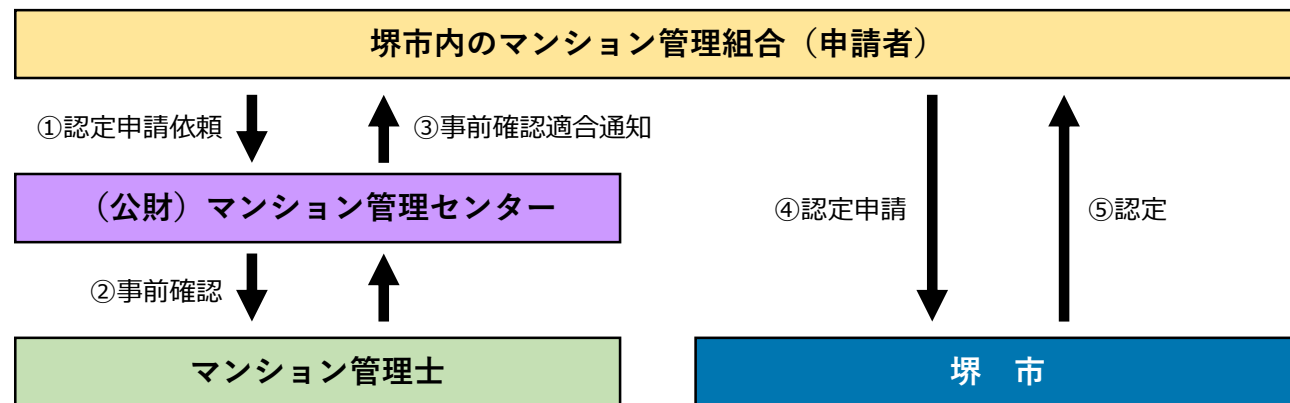 堺市内のマンション管理組合（申請者）
①認定申請依頼
③事前確認適合通知
（公財）マンション管理センター
④認定申請
⑤認定
②事前確認
マンション管理士
堺　市